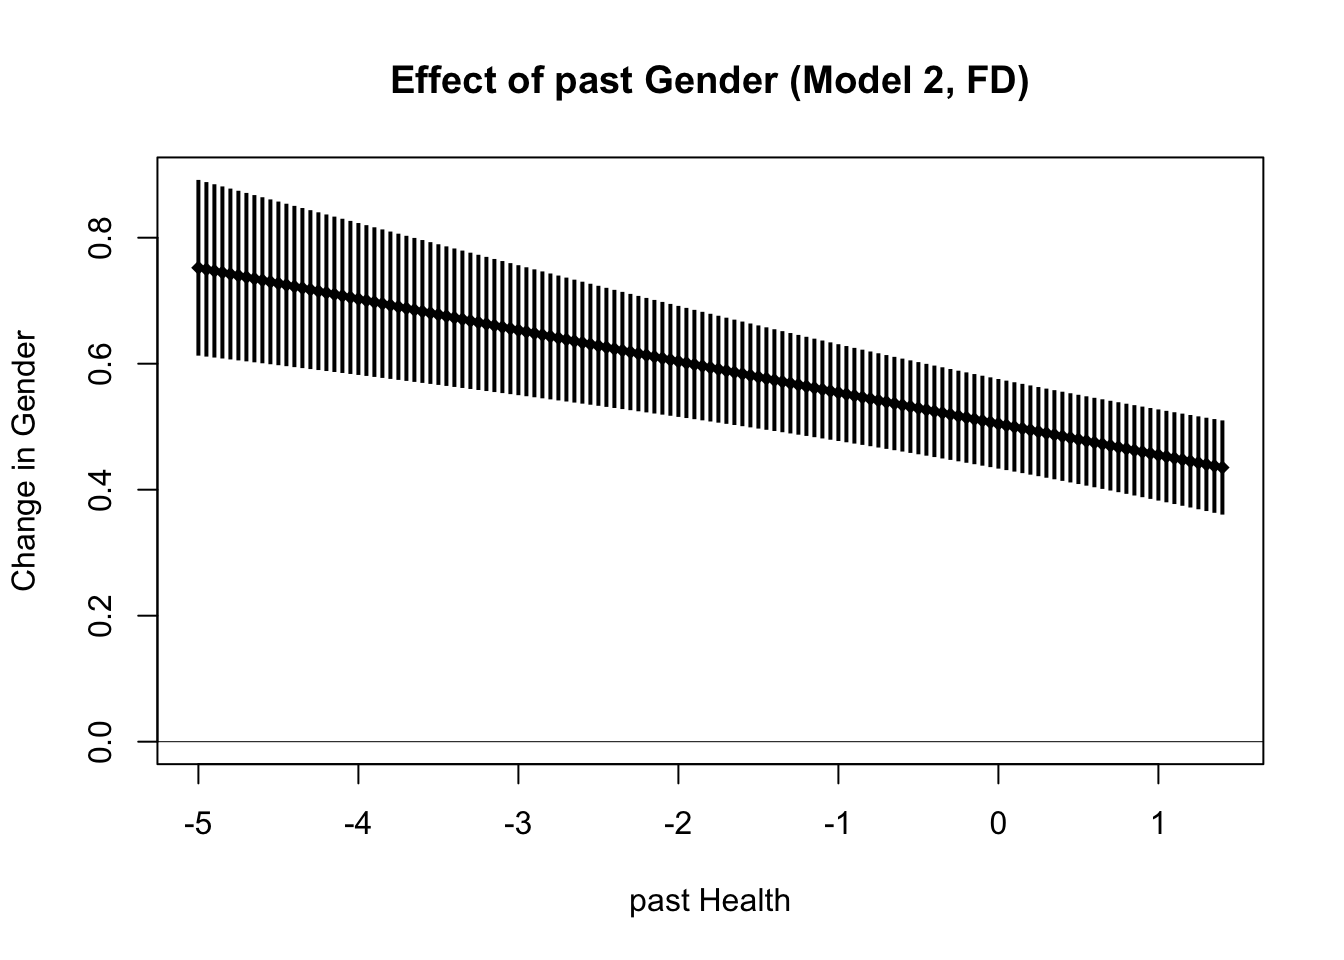 Effect of past Gender (Model 2, FD)
Change in Gender
0.8
0.6
0.4
0.2
0.0
-5 -4 -3 -2 -1 0 1
past Health